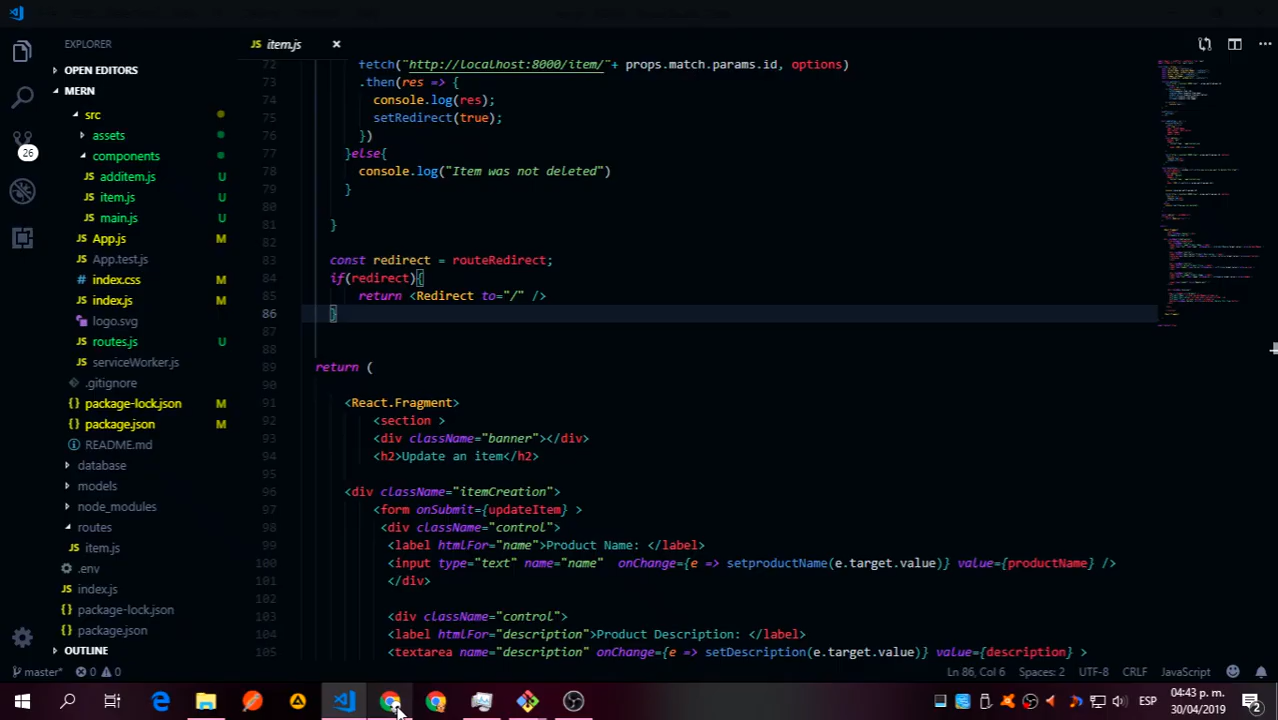 EXPLORER
OPEN EDITORS
MERN
src
assets
components
JS additem.js U
JS item.js U
JS main.js U
JS App.js M
JS App.test.js
JS index.css M
JS index.js M
logo.svg
JS routes.js U
JS serviceWorker.js
.gitignore
{} package-lock.json M
{} package.json M
README.md
database
models
node_modules
routes
JS item.js
.env
JS index.js
{} package-lock.json
{} package.json
OUTLINE
26
JS item.js ×
72 fetch("http://localhost:8000/item/"+ props.match.params.id, options)
73 .then(res => {
74 console.log(res);
75 setRedirect(true);
76 })
77 }else{
78 console.log("Item was not deleted")
79 }
80
81 }
82
83 const redirect = routeRedirect;
84 if(redirect){
85 return <Redirect to="/" />
86 }
87
88
89 return (
90
91 <React.Fragment>
92 <section >
93 <div className="banner"></div>
94 <h2>Update an item</h2>
95
96 <div className="itemCreation">
97 <form onSubmit={updateItem} >
98 <div className="control">
99 <label htmlFor="name">Product Name: </label>
100 <input type="text" name="name" onChange={e => setproductName(e.target.value)} value={productName} />
101 </div>
102
103 <div className="control">
104 <label htmlFor="description">Product Description: </label>
105 <textarea name="description" onChange={e => setDescription(e.target.value)} value={description} >
master* 0 0 Ln 86, Col 6 Spaces: 2 UTF-8 CRLF JavaScript
ESP 04:43 p. m.
30/04/2019 2